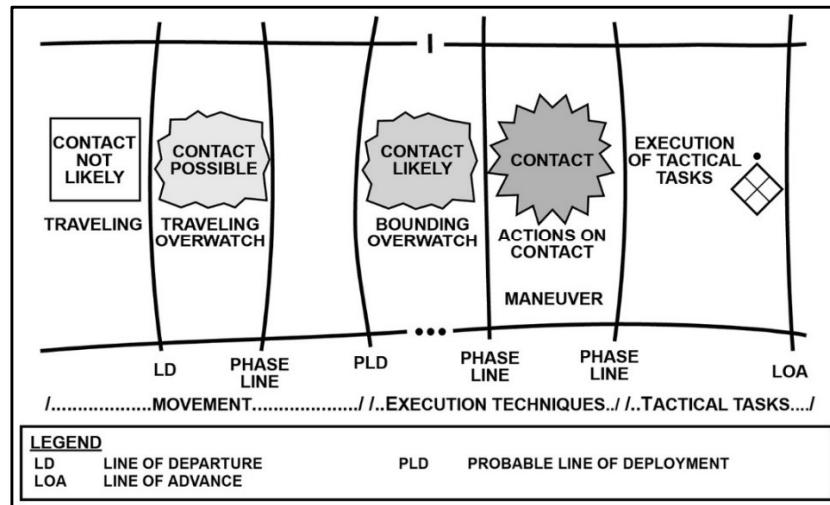 CONTACT
NOT
LIKELY
TRAVELING
CONTACT
POSSIBLE
TRAVELING
OVERWATCH
CONTACT
LIKELY
BOUNDING
OVERWATCH
CONTACT
ACTIONS ON
CONTACT
MANEUVER
EXECUTION
OF TACTICAL
TASKS
LD
PHASE
LINE
PLD
PHASE
LINE
PHASE
LINE
LOA
/..................MOVEMENT....................../ /..EXECUTION TECHNIQUES../ /..TACTICAL TASKS..../
LEGEND
LD LINE OF DEPARTURE PLD PROBABLE LINE OF DEPLOYMENT
LOA LINE OF ADVANCE